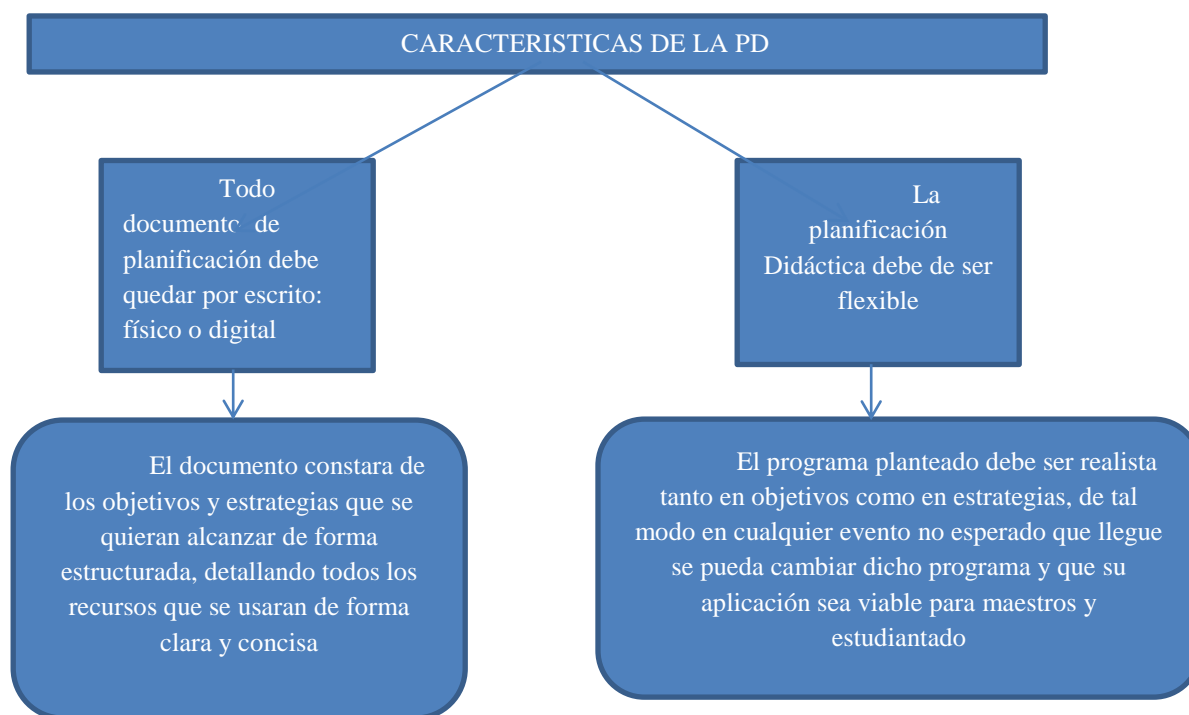 CARACTERISTICAS DE LA PD
Todo
documento de
planificación debe
quedar por escrito:
físico o digital
La
planificación
Didáctica debe de ser
flexible
El documento constara de
los objetivos y estrategias que se
quieran alcanzar de forma
estructurada, detallando todos los
recursos que se usaran de forma
clara y concisa
El programa planteado debe ser realista
tanto en objetivos como en estrategias, de tal
modo en cualquier evento no esperado que llegue
se pueda cambiar dicho programa y que su
aplicación sea viable para maestros y
estudiantado